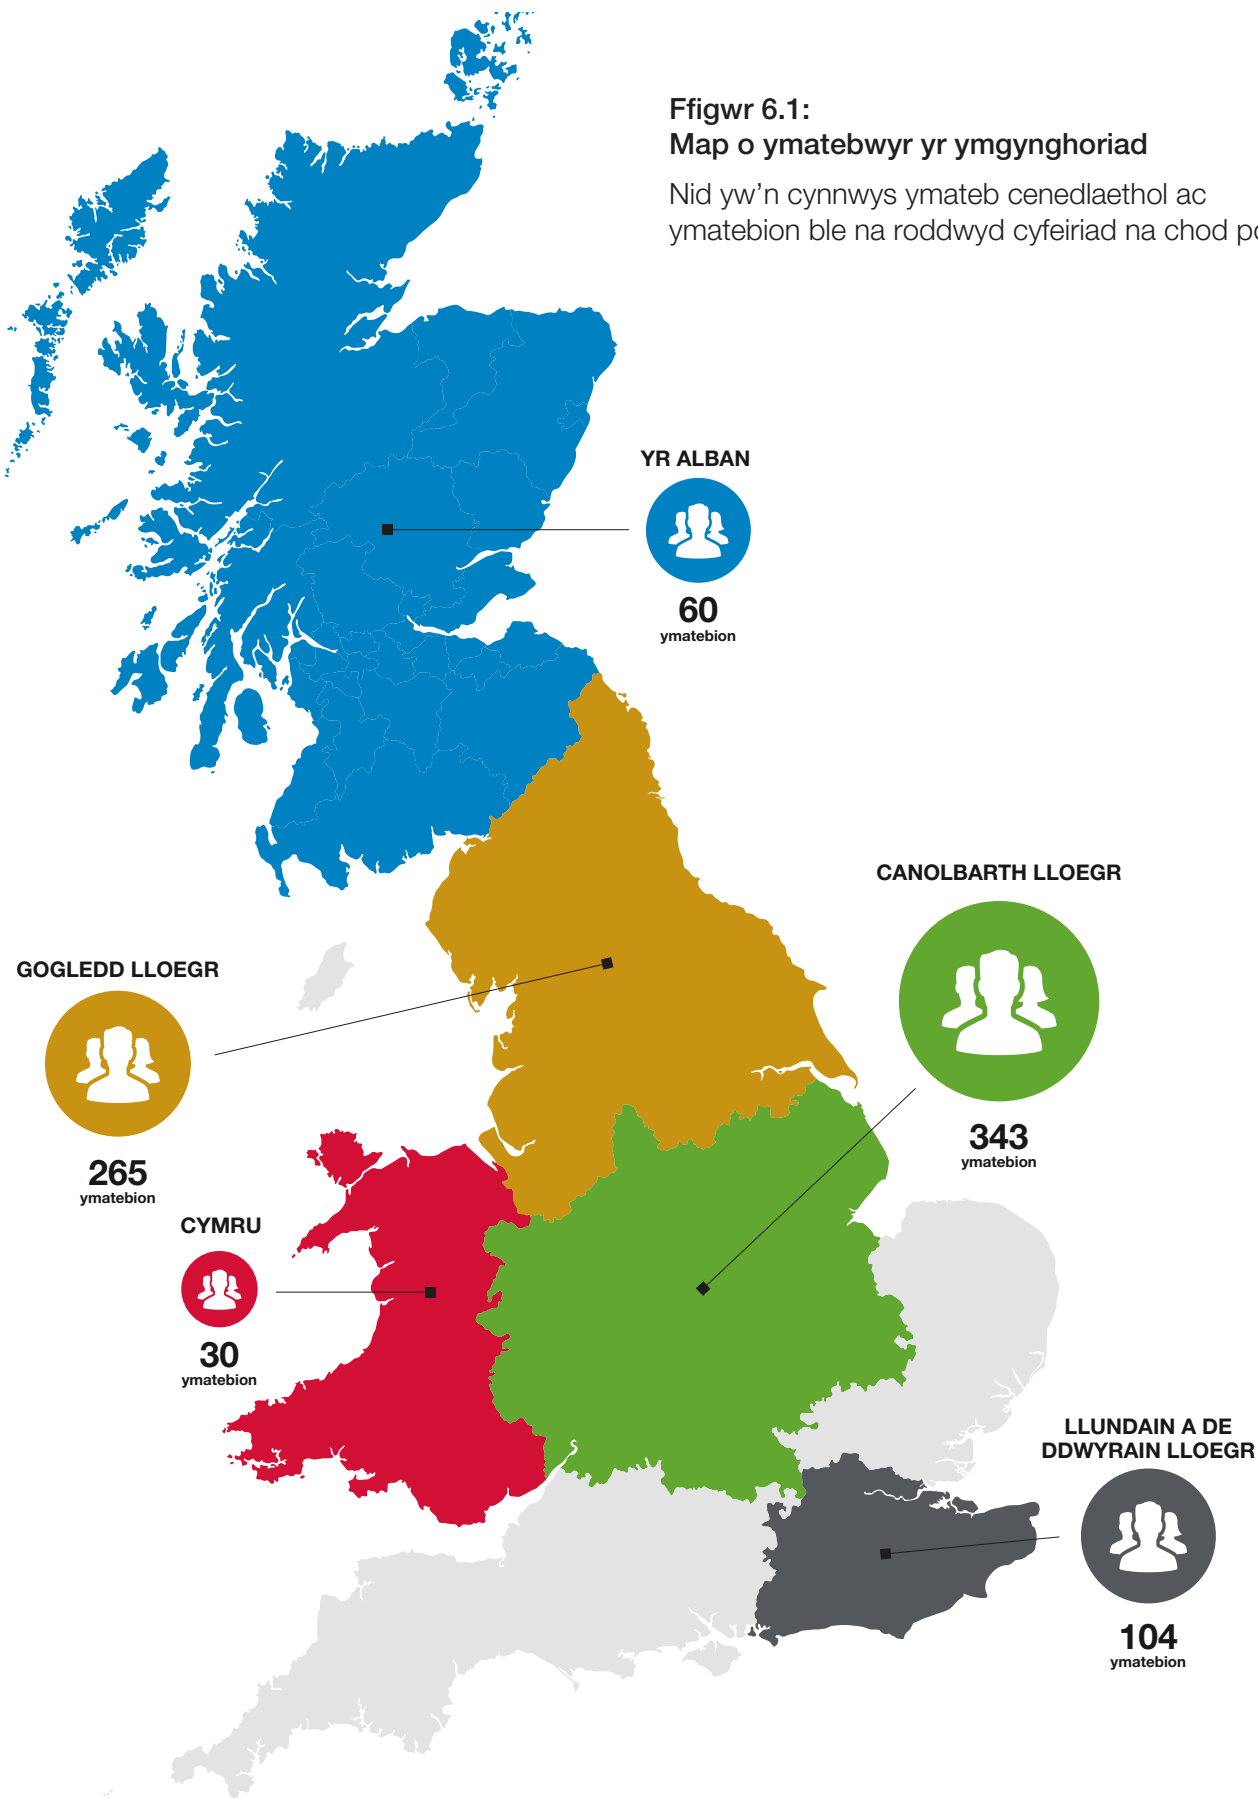 Ffigwr 6.1:
Map o ymatebwyr yr ymgynghoriad
Nid yw'n cynnwys ymateb cenedlaethol ac
ymatebion ble na roddwyd cyfeiriad na chod
YR ALBAN
60
ymatebion
CANOLBARTH LLOEGR
343
ymatebion
GOGLEDD LLOEGR
265
ymatebion
CYMRU
30
ymatebion
LLUNDAIN A DE
DDWYRAIN LLOEGR
104
ymatebion